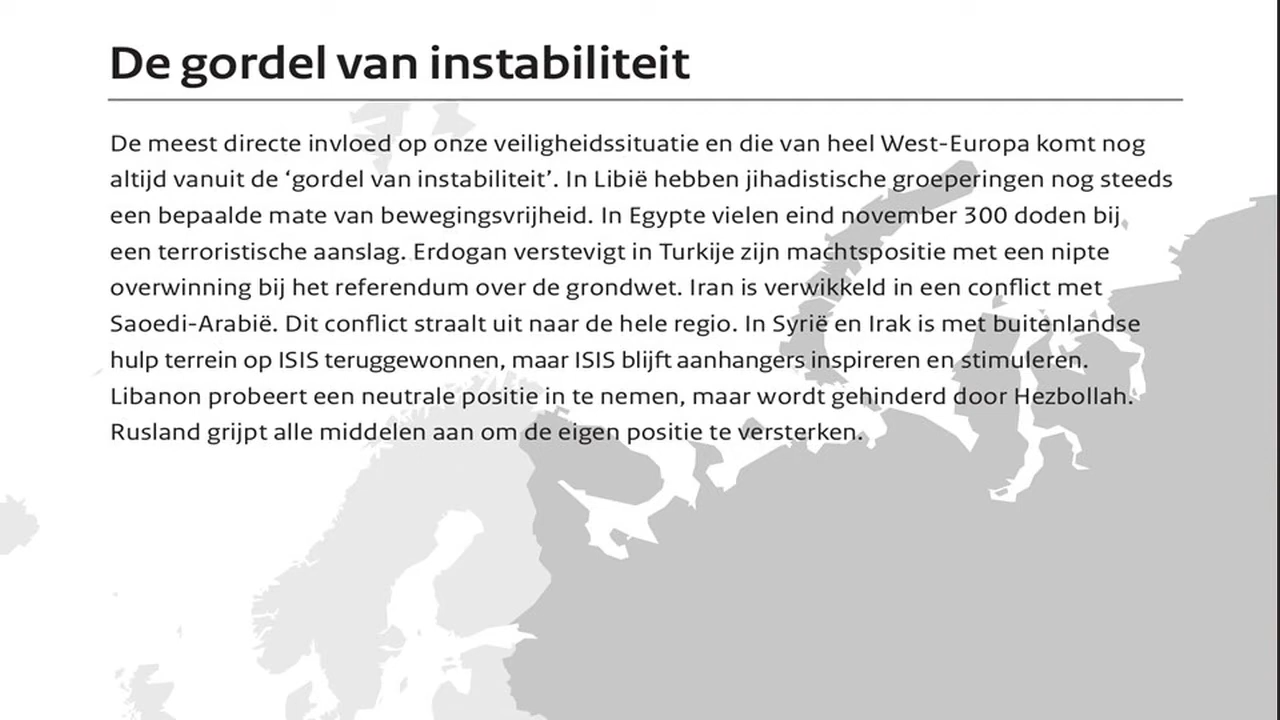 De gordel van instabiliteit
De meest directe invloed op onze veiligheidssituatie en die van heel West-Europa komt nog
altijd vanuit de ‘gordel van instabiliteit’. In Libië hebben jihadistische groeperingen nog steeds
een bepaalde mate van bewegingsvrijheid. In Egypte vielen eind november 300 doden bij
een terroristische aanslag. Erdogan verstevigt in Turkije zijn machtspositie met een nipte
overwinning bij het referendum over de grondwet. Iran is verwikkeld in een conflict met
Saoedi-Arabië. Dit conflict straalt uit naar de hele regio. In Syrië en Irak is met buitenlandse
hulp terrein op ISIS teruggewonnen, maar ISIS blijft aanhangers inspireren en stimuleren.
Libanon probeert een neutrale positie in te nemen, maar wordt gehinderd door Hezbollah.
Rusland grijpt alle middelen aan om de eigen positie te versterken.